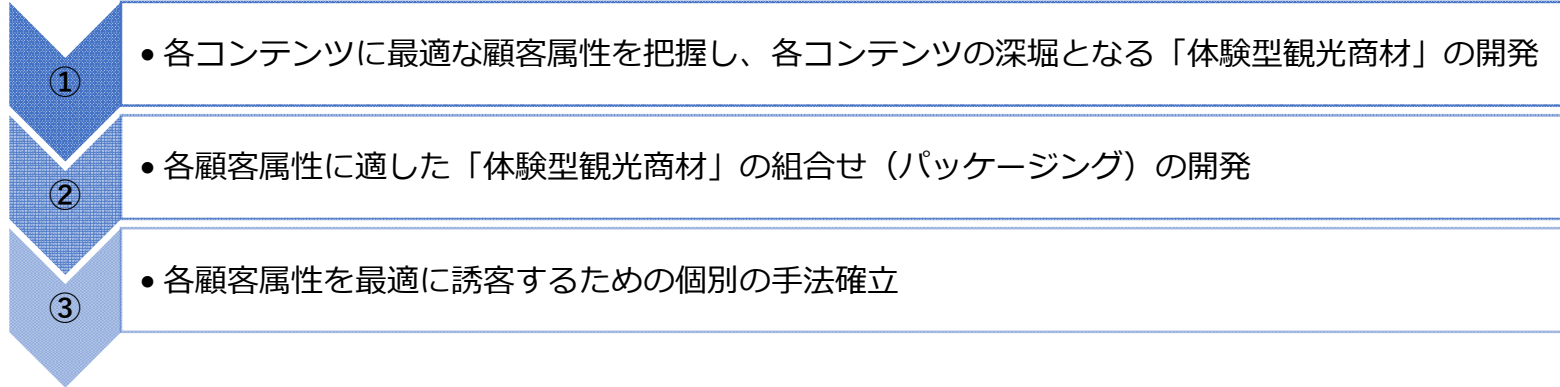 ①
• 各コンテンツに最適な顧客属性を把握し、各コンテンツの深堀となる「体験型観光商材」の開発
②
• 各顧客属性に適した「体験型観光商材」の組合せ（パッケージング）の開発
③
• 各顧客属性を最適に誘客するための個別の手法確立